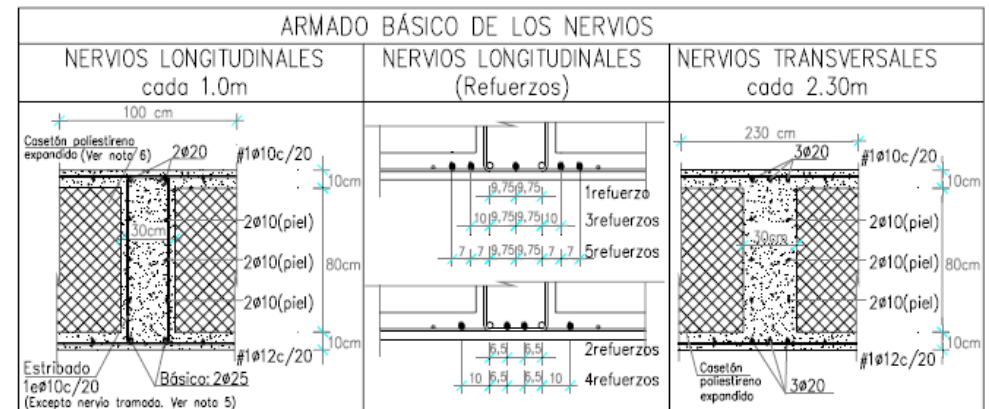 ARMADO BÁSICO DE LOS NERVIOS
NERVIOS LONGITUDINALES
cada 1.0m
100 cm
Casetón poliestireno
expandido (Ver nota 6)
2ø20
#1ø10c/20
10cm
2ø10(piel)
30cm
2ø10(piel)
80cm
2ø10(piel)
10cm
#1ø12c/20
Estribado
1eø10c/20
Básico: 2ø25
(Excepto nervio tramado. Ver nota 5)
NERVIOS LONGITUDINALES
(Refuerzos)
9,75 9,75
1refuerzo
10 9,75 9,75 10
3refuerzos
7 7 9,75 9,75 7 7
5refuerzos
6,5 6,5
2refuerzos
10 6,5 6,5 10
4refuerzos
NERVIOS TRANSVERSALES
cada 2.30m
230 cm
3ø20
#1ø10c/20
10cm
2ø10(piel)
30cm
2ø10(piel)
80cm
2ø10(piel)
10cm
#1ø12c/20
Casetón
poliestireno
expandido
3ø20